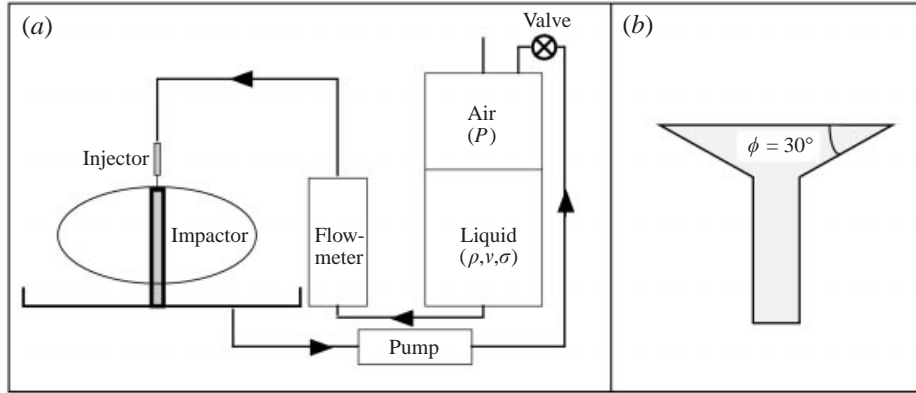 (a)
Valve
(b)
Air
(P)
Injector
ϕ = 30°
Impactor
Flow-
meter
Liquid
(ρ,ν,σ)
Pump